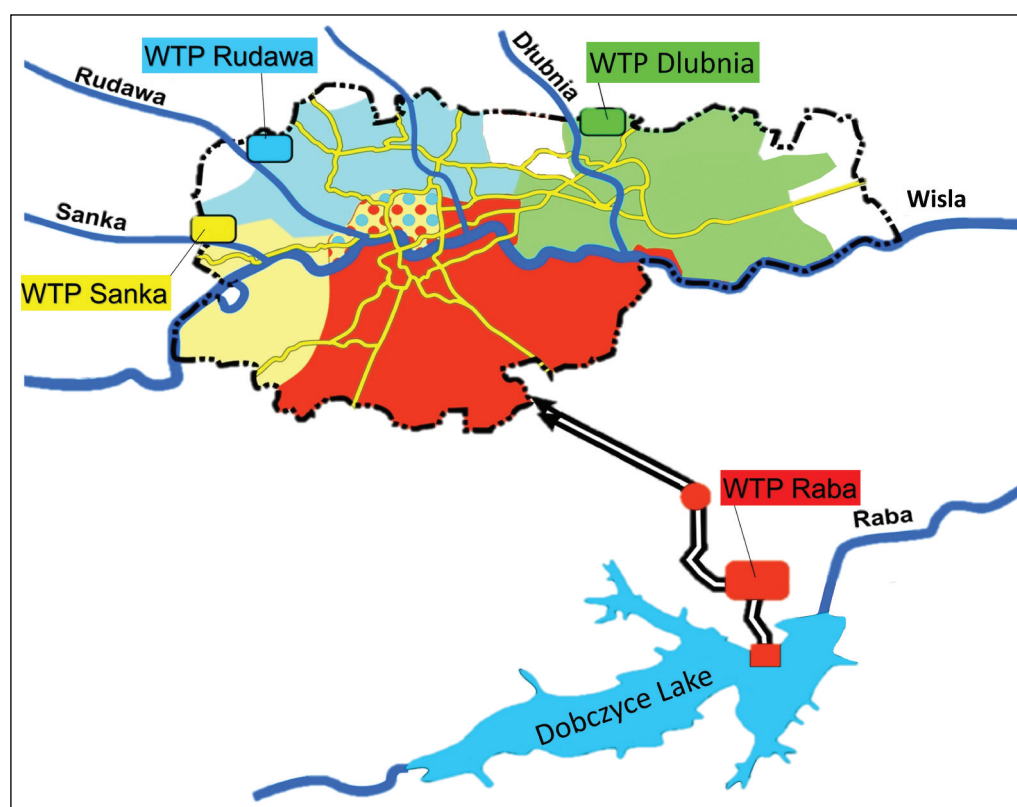 WTP Rudawa
Dłubnia
WTP Dlubnia
Rudawa
Sanka
Wisla
WTP Sanka
WTP Raba
Raba
Dobczyce Lake